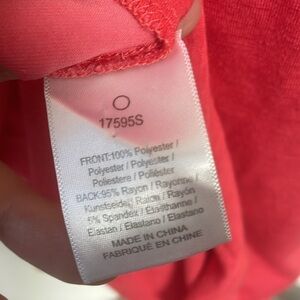 17595S
FRONT:100% Polyester /
Polyester / Polyester /
Poliestere / Poliéster
BACK:95% Rayon / Rayonne /
Kunstseide / Raion / Rayón
5% Spandex / Elasthanne /
Elastan / Elastano / Elastano
MADE IN CHINA
FABRIQUÉ EN CHINE